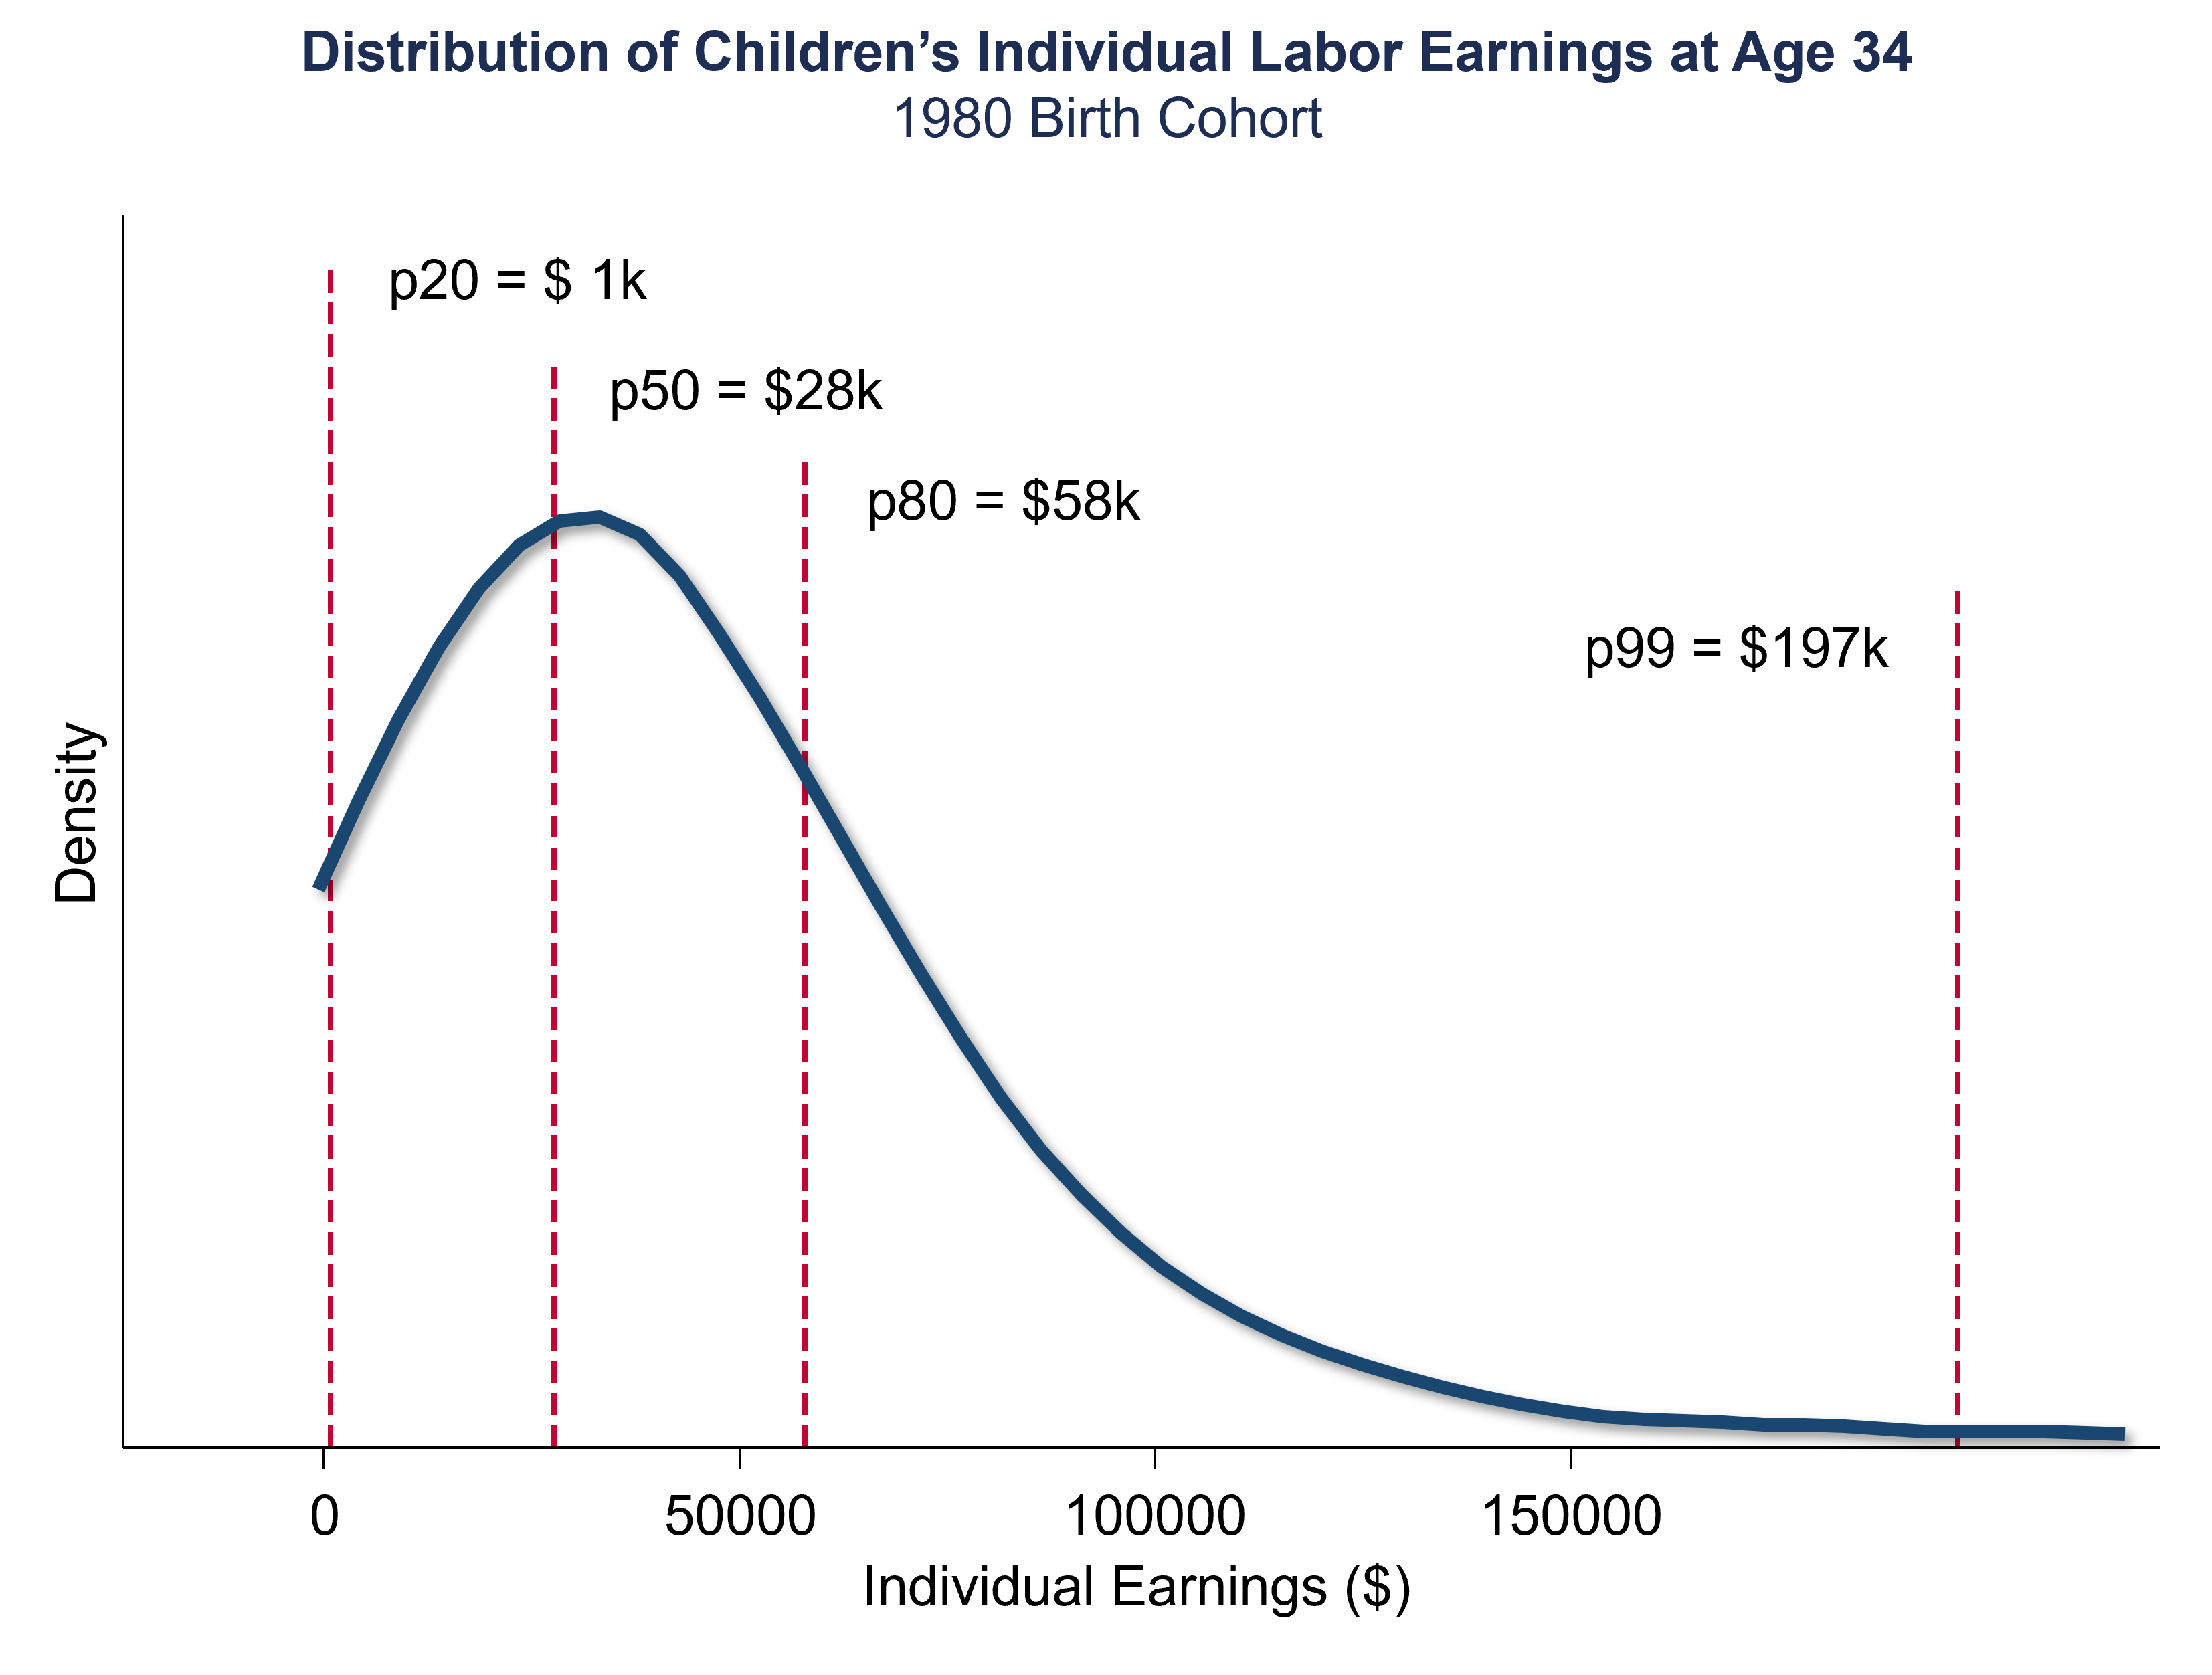 Distribution of Children’s Individual Labor Earnings at Age 34
1980 Birth Cohort
p20 = $ 1k
p50 = $28k
p80 = $58k
p99 = $197k
Density
0
50000
100000
150000
Individual Earnings ($)